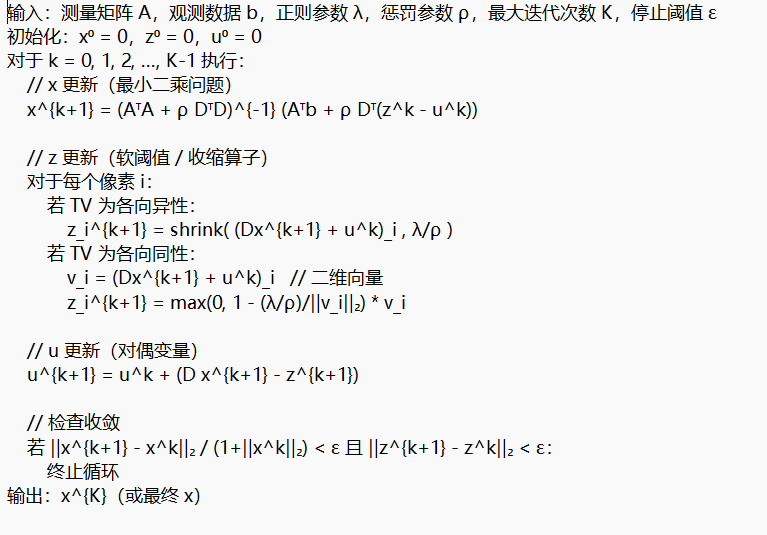 输入：测量矩阵 A，观测数据 b，正则参数 λ，惩罚参数 ρ，最大迭代次数 K，停止阈值 ε
初始化：x⁰ = 0，z⁰ = 0，u⁰ = 0
对于 k = 0, 1, 2, ..., K-1 执行：
// x 更新（最小二乘问题）
x^{k+1} = (AᵀA + ρ DᵀD)^{-1} (Aᵀb + ρ Dᵀ(z^k - u^k))
// z 更新（软阈值 / 收缩算子）
对于每个像素 i：
若 TV 为各向异性：
z_i^{k+1} = shrink( (Dx^{k+1} + u^k)_i , λ/ρ )
若 TV 为各向同性：
v_i = (Dx^{k+1} + u^k)_i // 二维向量
z_i^{k+1} = max(0, 1 - (λ/ρ)/||v_i||₂) * v_i
// u 更新（对偶变量）
u^{k+1} = u^k + (D x^{k+1} - z^{k+1})
// 检查收敛
若 ||x^{k+1} - x^k||₂ / (1+||x^k||₂) < ε 且 ||z^{k+1} - z^k||₂ < ε：
终止循环
输出：x^{K}（或最终 x）